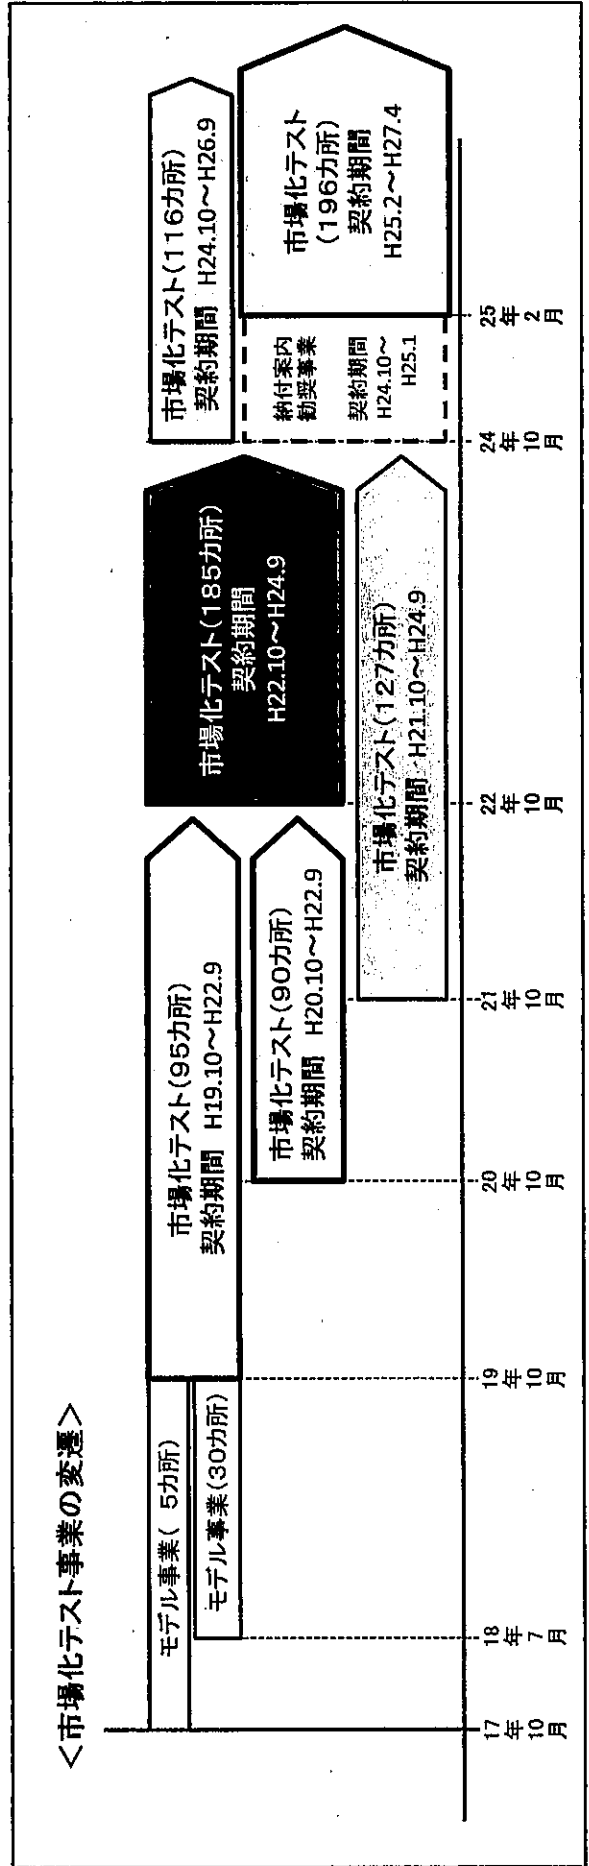 ＜市場化テスト事業の変遷＞
モデル事業( 5カ所)
モデル事業(30カ所)
市場化テスト(95カ所)
契約期間 H19.10～H22.9
市場化テスト(90カ所)
契約期間 H20.10～H22.9
市場化テスト(127カ所)
契約期間 H21.10～H24.9
市場化テスト(185カ所)
契約期間
H22.10～H24.9
市場化テスト(116カ所)
契約期間 H24.10～H26.9
納付案内
勧奨事業
契約期間
H24.10～
H25.1
市場化テスト
(196カ所)
契約期間
H25.2～H27.4
17年10月
18年7月
19年10月
20年10月
21年10月
22年10月
24年10月
25年2月